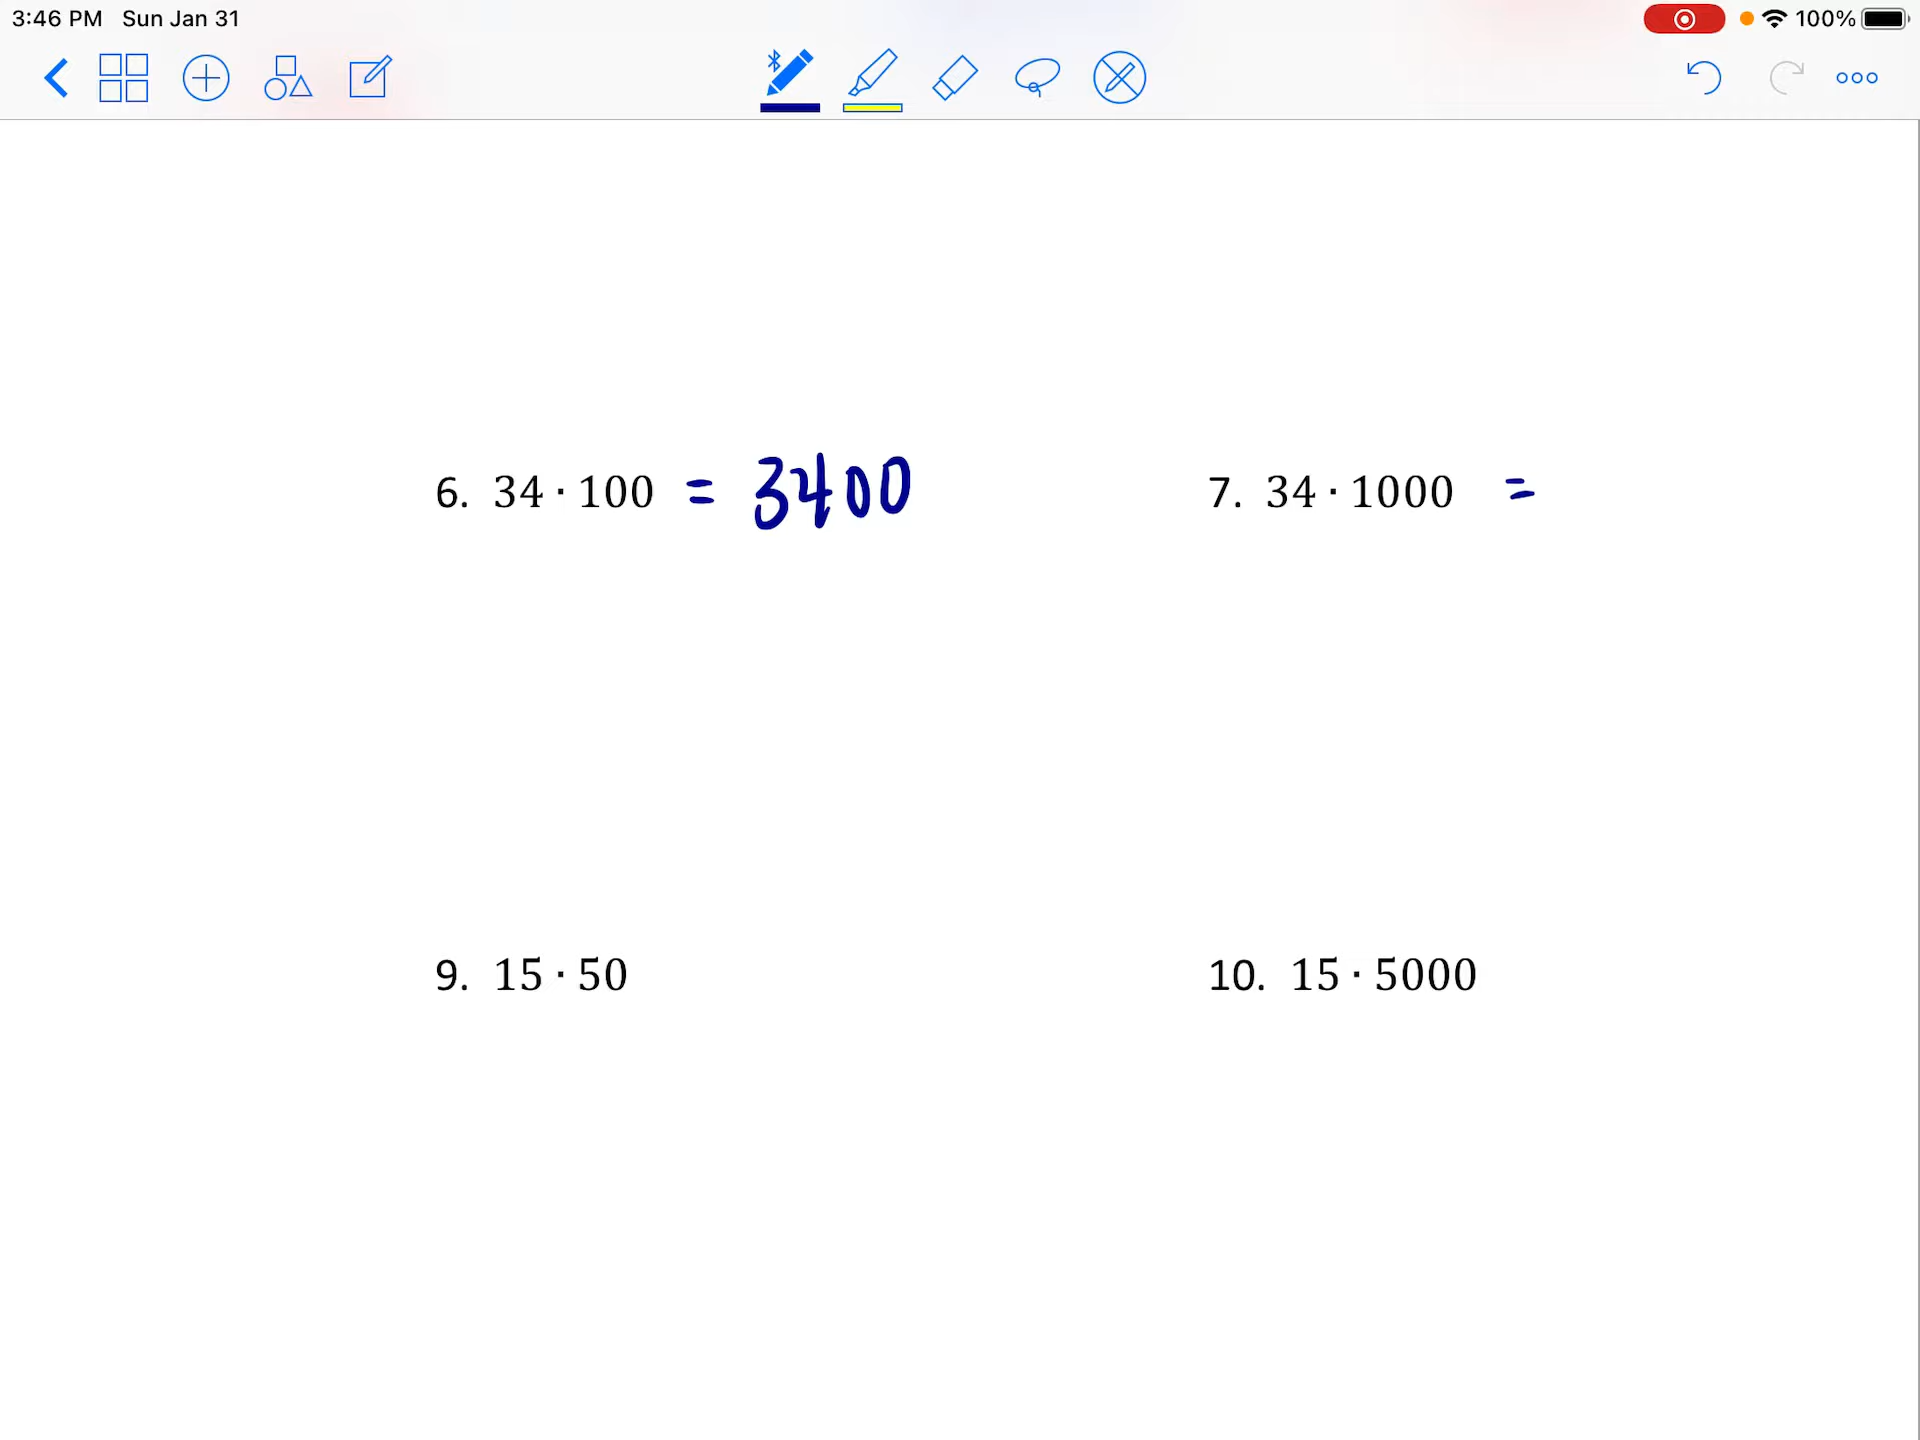 3:46 PM Sun Jan 31 100%
6. 34 · 100 = 3400
7. 34 · 1000 =
9. 15 · 50
10. 15 · 5000